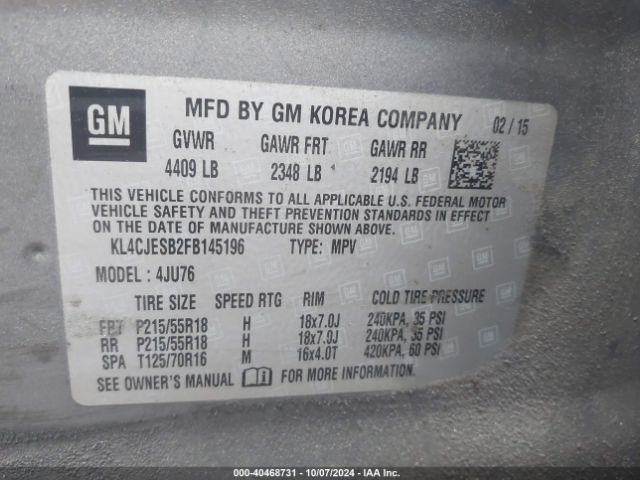 GM MFD BY GM KOREA COMPANY 02 / 15
GVWR GAWR FRT GAWR RR
4409 LB 2348 LB 2194 LB
THIS VEHICLE CONFORMS TO ALL APPLICABLE U.S. FEDERAL MOTOR
VEHICLE SAFETY AND THEFT PREVENTION STANDARDS IN EFFECT
ON THE DATE OF MANUFACTURE SHOWN ABOVE.
KL4CJESB2FB145196 TYPE: MPV
MODEL : 4JU76
TIRE SIZE SPEED RTG RIM COLD TIRE PRESSURE
FRT P215/55R18 H 18x7.0J 240KPA, 35 PSI
RR P215/55R18 H 18x7.0J 240KPA, 35 PSI
SPA T125/70R16 M 16x4.0T 420KPA, 60 PSI
SEE OWNER'S MANUAL FOR MORE INFORMATION
000-40468731 - 10/07/2024 - IAA Inc.